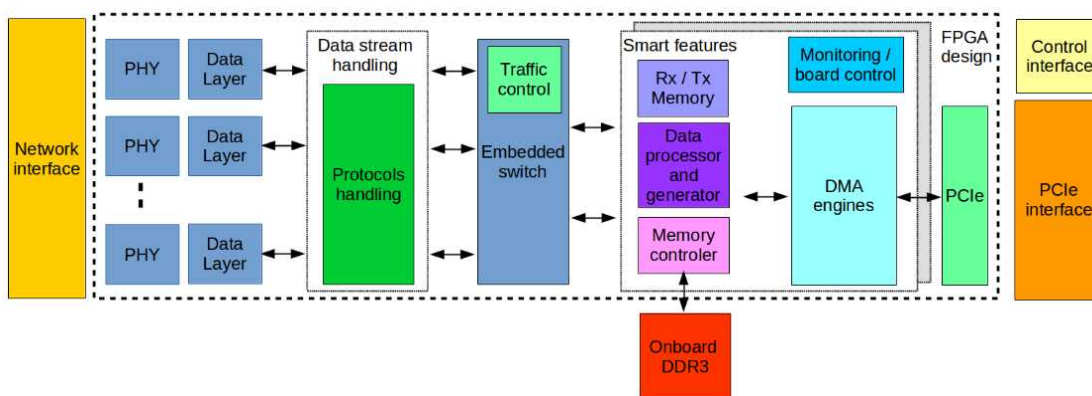 Network
interface
PHY
Data
Layer
PHY
Data
Layer
PHY
Data
Layer
Data stream
handling
Protocols
handling
Traffic
control
Embedded
switch
Smart features
Rx / Tx
Memory
Data
processor
and
generator
Memory
controler
Monitoring /
board control
DMA
engines
FPGA
design
PCIe
Control
interface
PCIe
interface
Onboard
DDR3